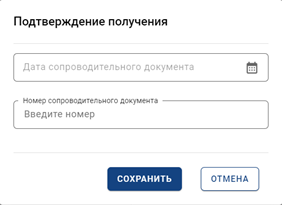 Подтверждение получения
Дата сопроводительного документа
Номер сопроводительного документа
Введите номер
СОХРАНИТЬ ОТМЕНА